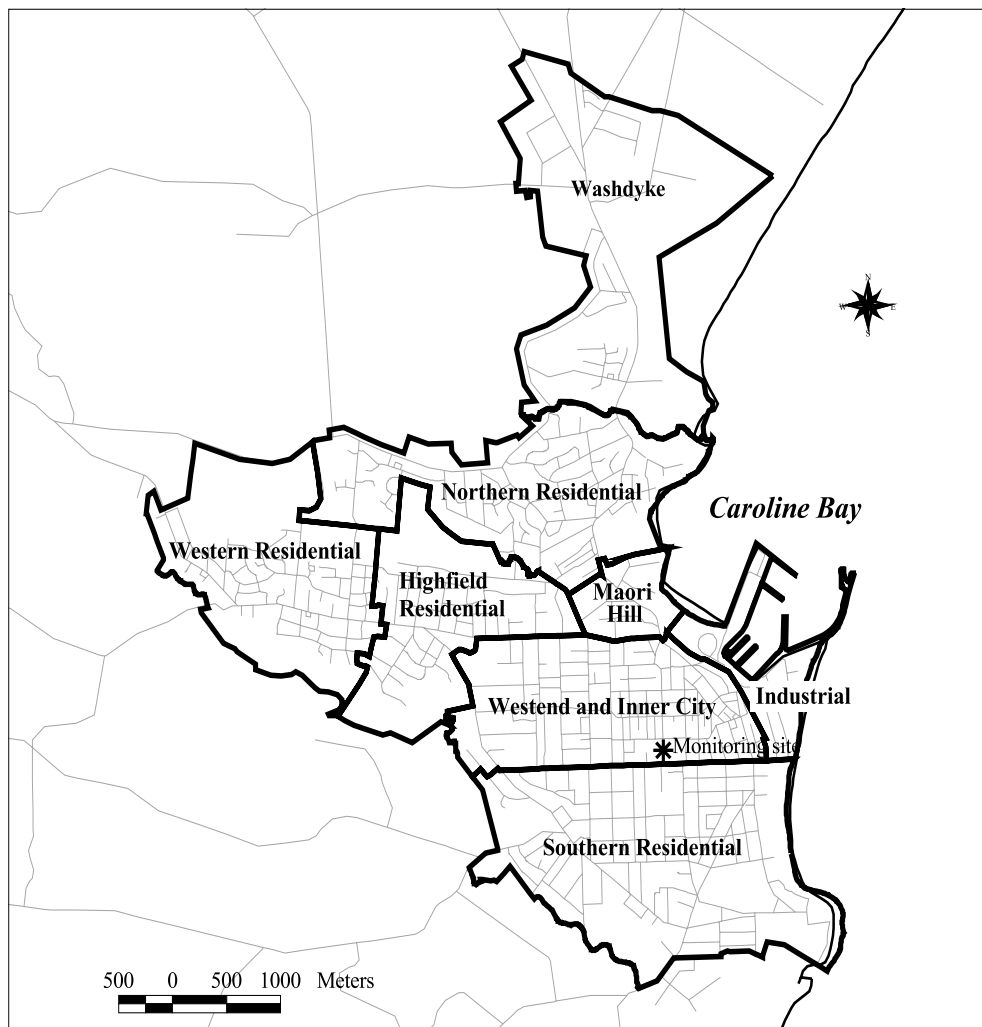 Washdyke
N
W E
S
Northern Residential
Caroline Bay
Western Residential
Highfield
Residential
Maori
Hill
Industrial
Westend and Inner City
Monitoring site
Southern Residential
500 0 500 1000 Meters